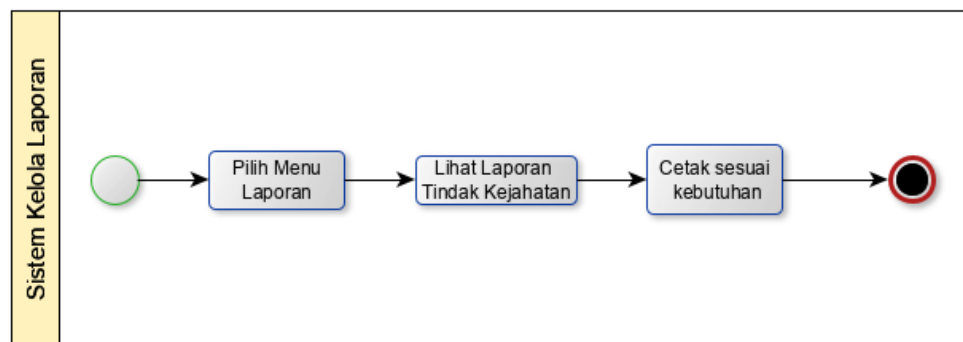 Sistem Kelola Laporan
Pilih Menu
Laporan
Lihat Laporan
Tindak Kejahatan
Cetak sesuai
kebutuhan